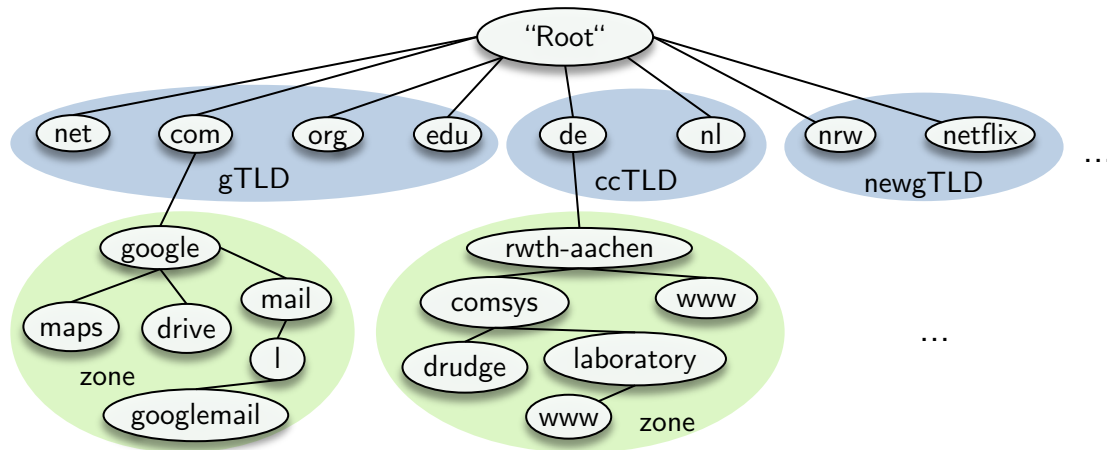 “Root“
net com org edu de nl nrw netflix
gTLD ccTLD newgTLD ...
google rwth-aachen
mail comsys www
maps drive
l drudge laboratory ...
zone
googlemail www zone